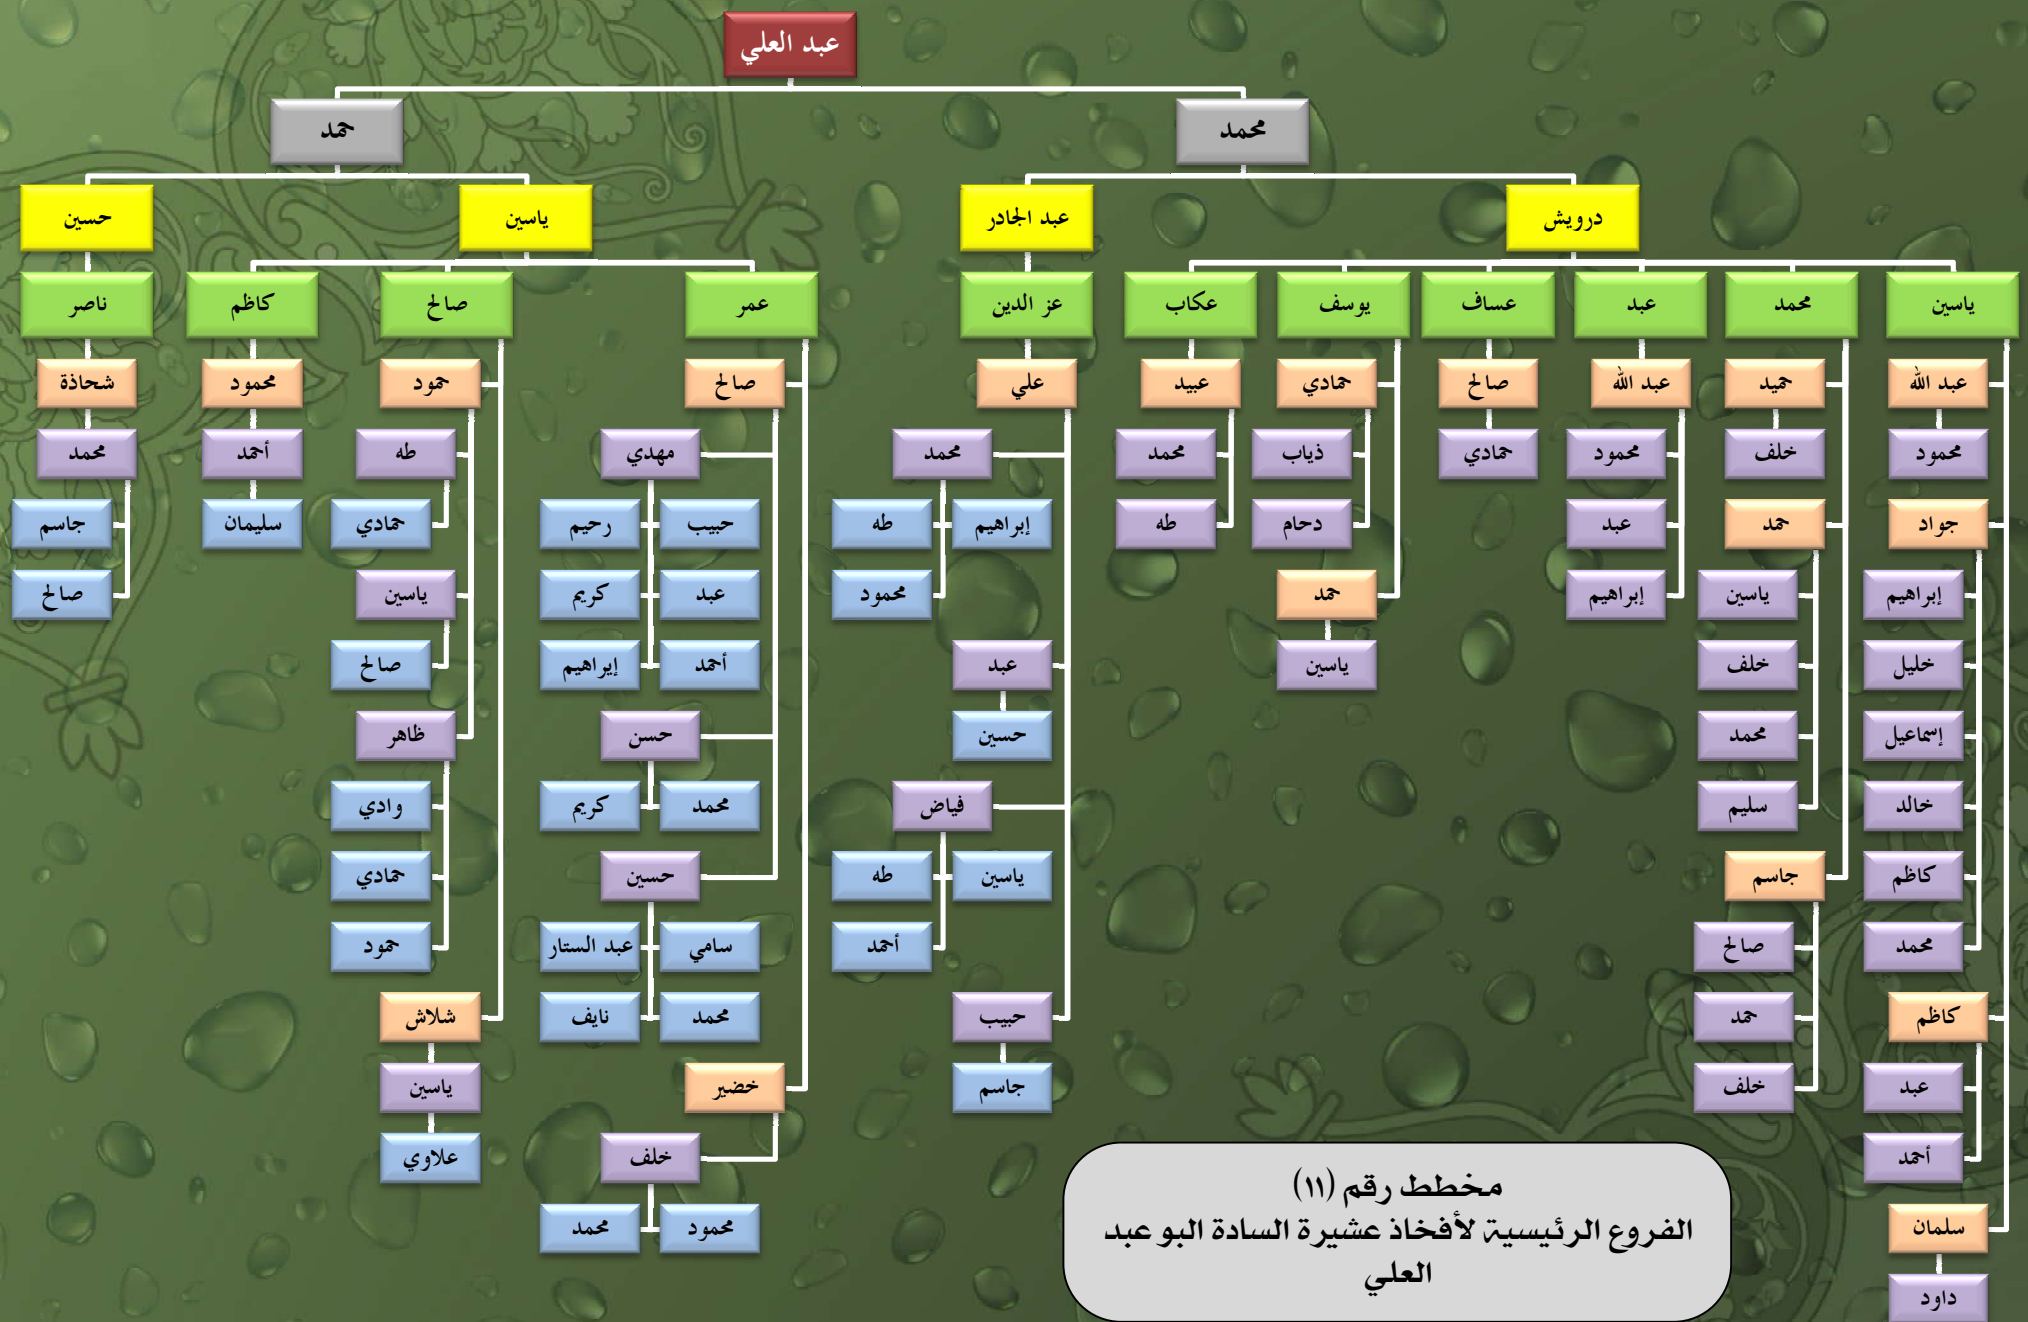 عبد العلي
محمد
حمد
درويش
عبد الجادر
ياسين
حسين
ياسين
محمد
عبد
عساف
يوسف
عكاب
عز الدين
عمر
صالح
كاظم
ناصر
عبد الله
حميد
عبد الله
صالح
حمادي
عبيد
علي
صالح
حمود
محمود
شحاذة
محمود
خلف
محمود
حمادي
ذياب
محمد
محمد
مهدي
طه
أحمد
محمد
جواد
حمد
عبد
دحام
طه
إبراهيم
طه
حبيب
رحيم
حمادي
سليمان
جاسم
إبراهيم
ياسين
إبراهيم
حمد
محمود
عبد
كريم
ياسين
صالح
خليل
خلف
ياسين
عبد
أحمد
إيراهيم
صالح
إسماعيل
محمد
حسين
حسن
ظاهر
خالد
سليم
فياض
محمد
كريم
وادي
كاظم
جاسم
ياسين
طه
حسين
حمادي
محمد
صالح
أحمد
سامي
عبد الستار
حمود
كاظم
حمد
حبيب
محمد
نايف
شلاش
عبد
خلف
جاسم
خضير
ياسين
أحمد
خلف
علاوي
سلمان
محمود
محمد
داود
مخطط رقم (١١)
الفروع الرئيسية لأفخاذ عشيرة السادة البو عبد
العلي